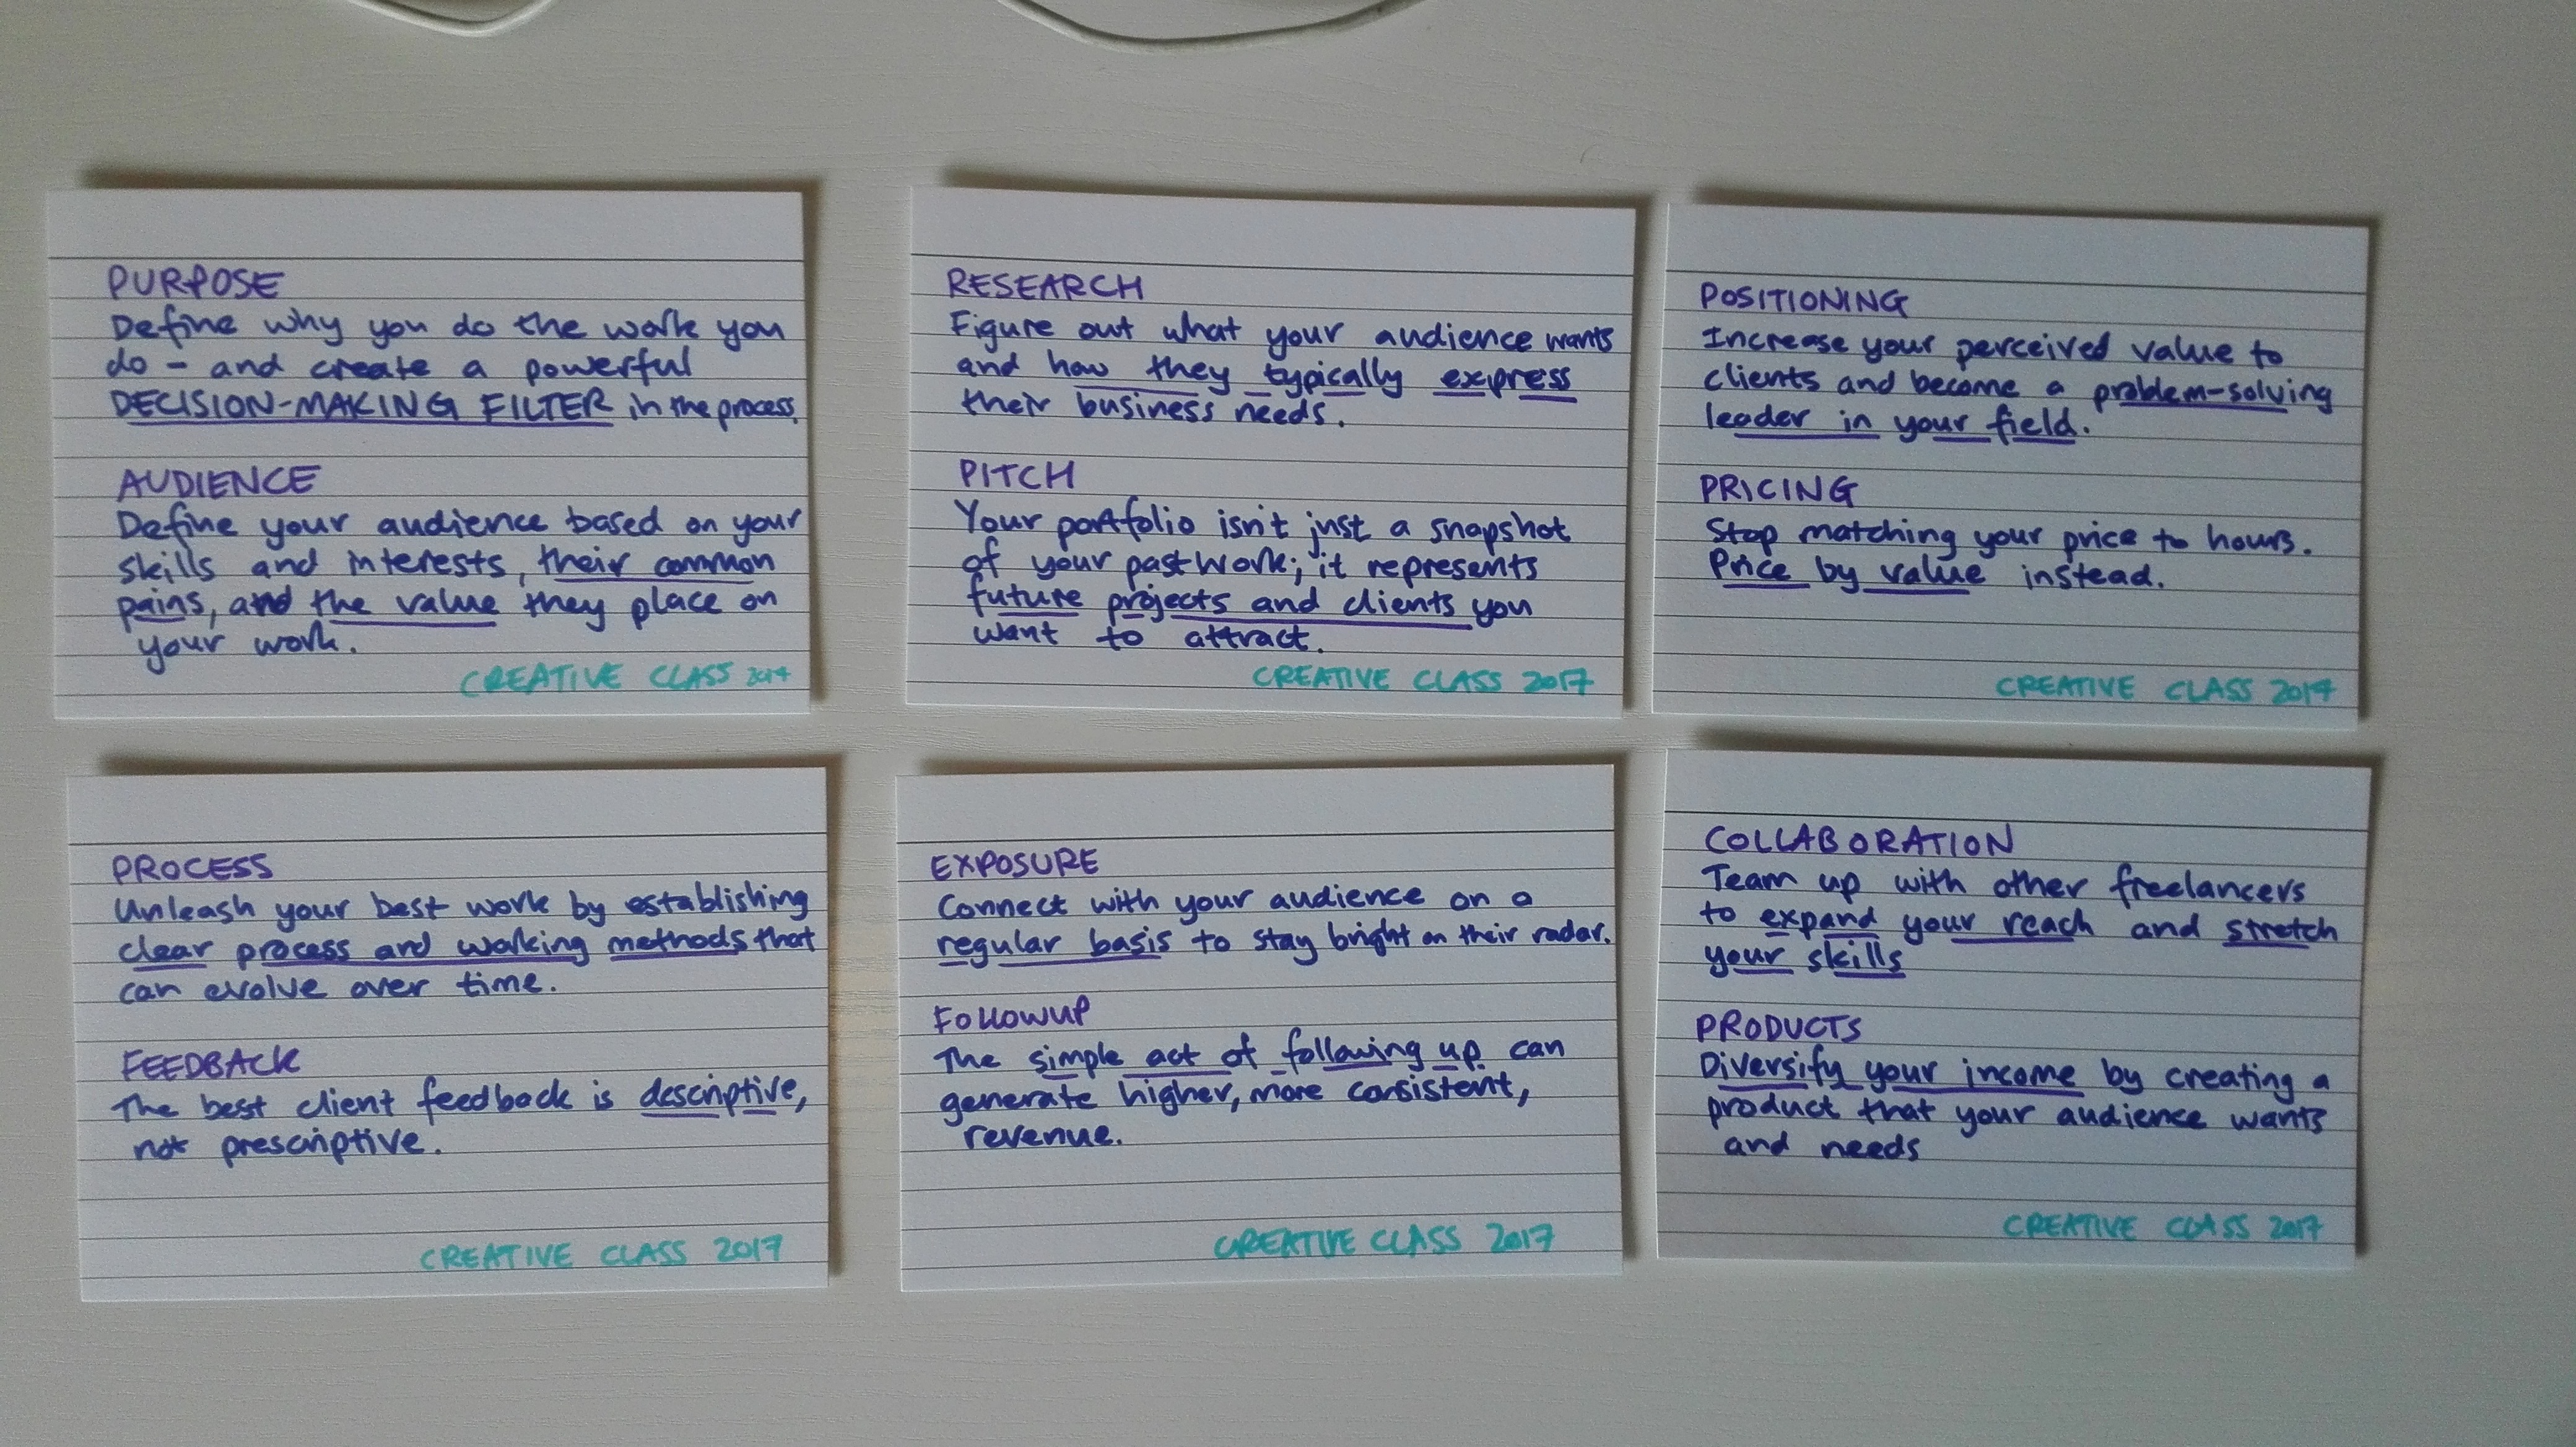 PURPOSE
Define why you do the work you
do - and create a powerful
DECISION-MAKING FILTER in the process.
AUDIENCE
Define your audience based on your
skills and interests, their common
pains, and the value they place on
your work.
CREATIVE CLASS 2017
RESEARCH
Figure out what your audience wants
and how they typically express
their business needs.
PITCH
Your portfolio isn't just a snapshot
of your past work; it represents
future projects and clients you
want to attract.
CREATIVE CLASS 2017
POSITIONING
Increase your perceived value to
clients and become a problem-solving
leader in your field.
PRICING
Stop matching your price to hours.
Price by value instead.
CREATIVE CLASS 2017
PROCESS
Unleash your best work by establishing
clear process and working methods that
can evolve over time.
FEEDBACK
The best client feedback is descriptive,
not prescriptive.
CREATIVE CLASS 2017
EXPOSURE
Connect with your audience on a
regular basis to stay bright on their radar.
FOLLOWUP
The simple act of following up can
generate higher, more consistent,
revenue.
CREATIVE CLASS 2017
COLLABORATION
Team up with other freelancers
to expand your reach and stretch
your skills
PRODUCTS
Diversify your income by creating a
product that your audience wants
and needs
CREATIVE CLASS 2017